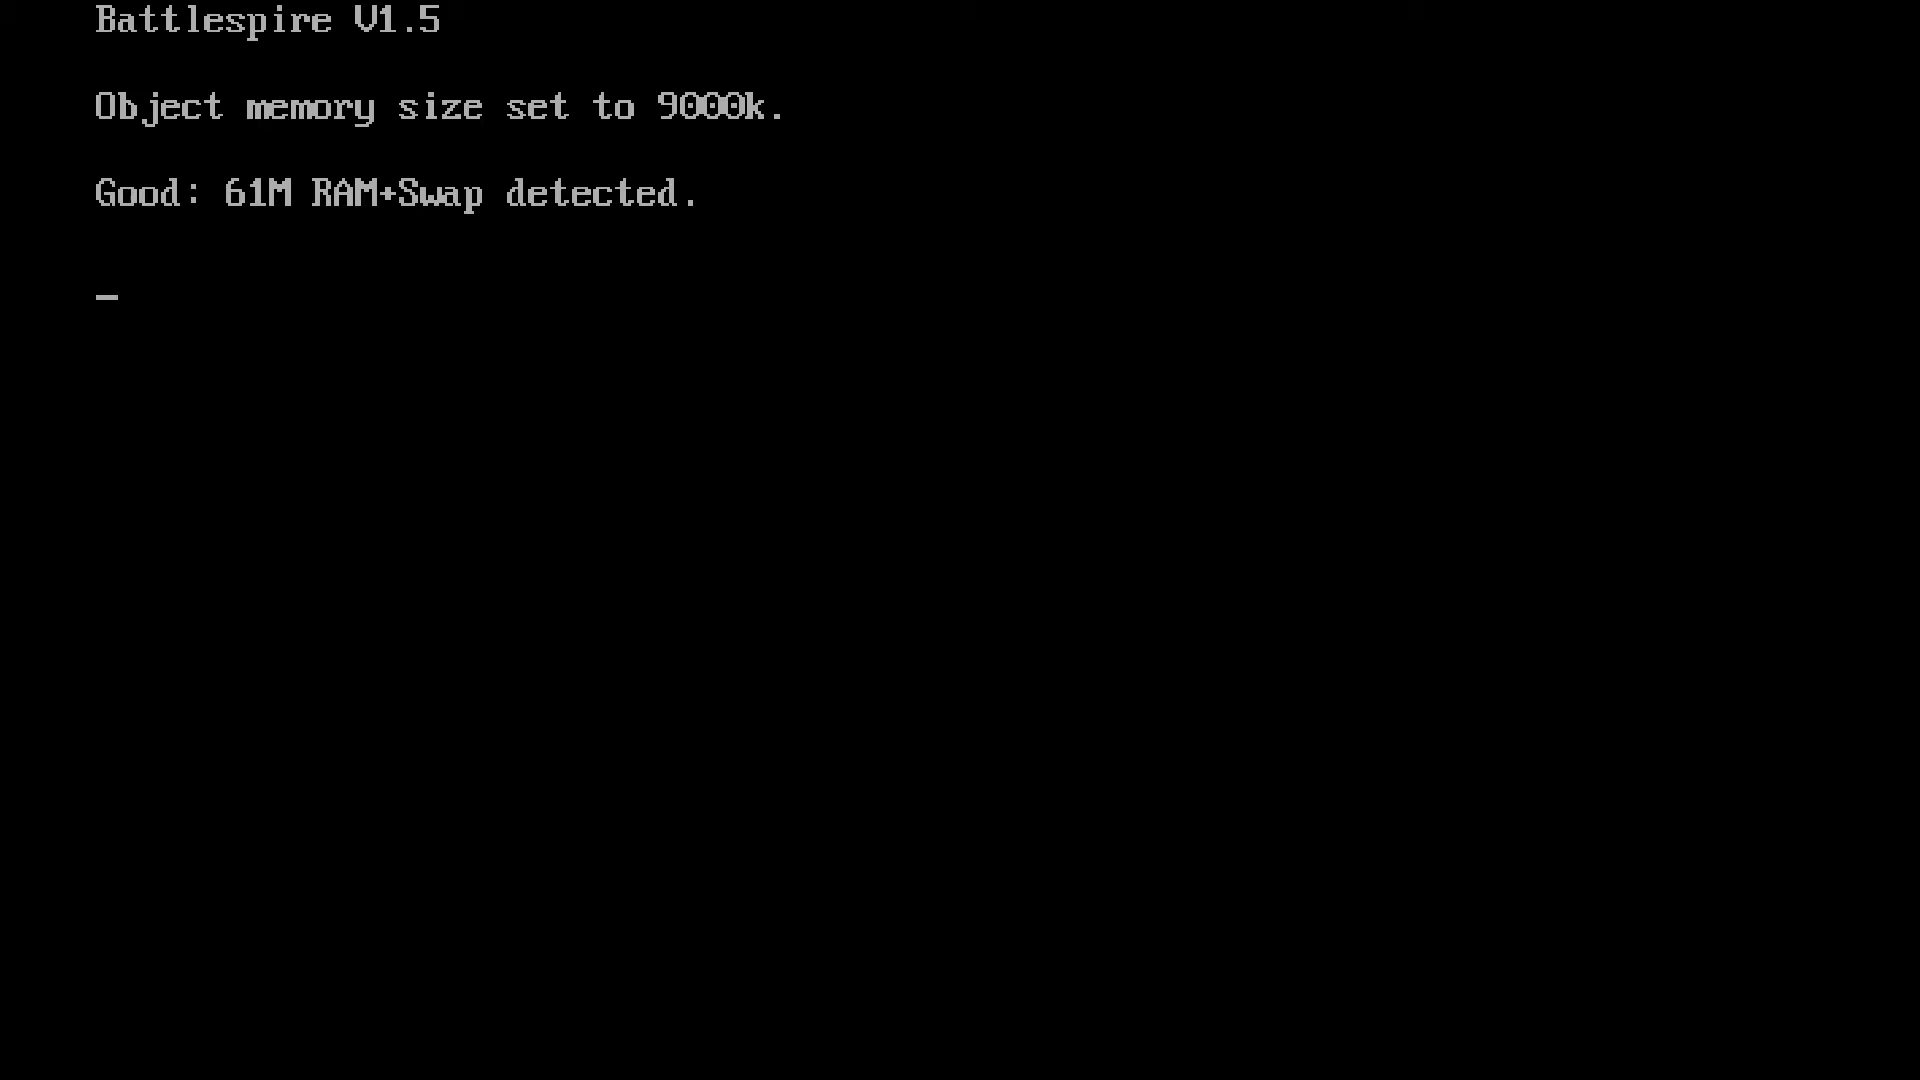 Battlespire V1.5
Object memory size set to 9000k.
Good: 61M RAM+Swap detected.